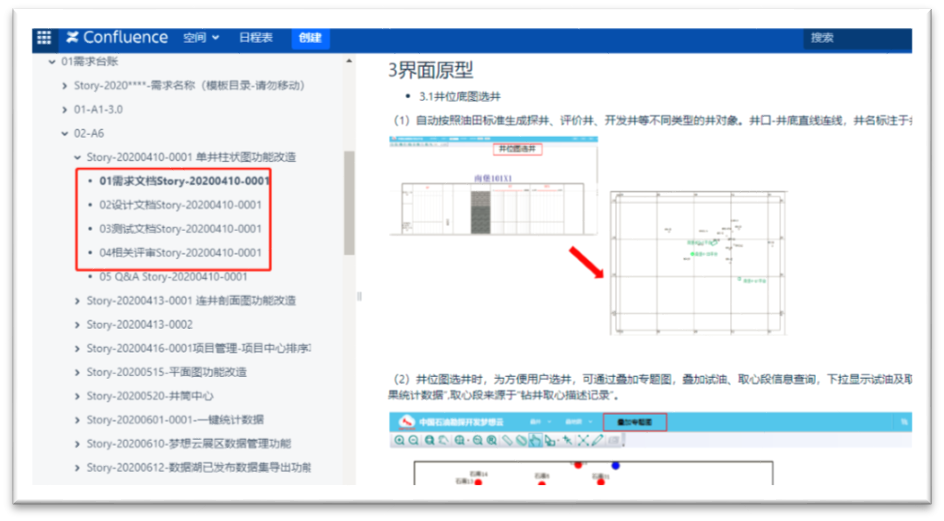 Confluence 空间 日程表 创建 搜索
01需求台账
Story-2020****-需求名称（模板目录-请勿移动）
01-A1-3.0
02-A6
Story-20200410-0001 单井柱状图功能改造
01需求文档Story-20200410-0001
02设计文档Story-20200410-0001
03测试文档Story-20200410-0001
04相关评审Story-20200410-0001
05 Q&A Story-20200410-0001
Story-20200413-0001 连井剖面图功能改造
Story-20200413-0002
Story-20200416-0001项目管理-项目中心排序
Story-20200515-平面图功能改造
Story-20200520-井筒中心
Story-20200601-0001-一键统计数据
Story-20200610-梦想云展区数据管理功能
Story-20200612-数据湖已发布数据集导出功能
3界面原型
3.1井位底图选井
（1）自动按照油田标准生成探井、评价井、开发井等不同类型的井对象。井口-井底直线连线，井名标注于
井位图选井
（2）井位图选井时，为方便用户选井，可通过叠加专题图，叠加试油、取心段信息查询，下拉显示试油及取
果统计数据",取心段来源于"钻井取心描述记录"。
中国石油勘探开发梦想云
叠加专题图